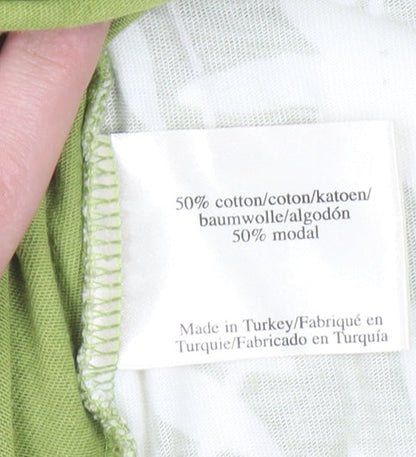 50% cotton/coton/katoen/
baumwolle/algodón
50% modal
Made in Turkey/Fabriqué en
Turquie/Fabricado en Turquía